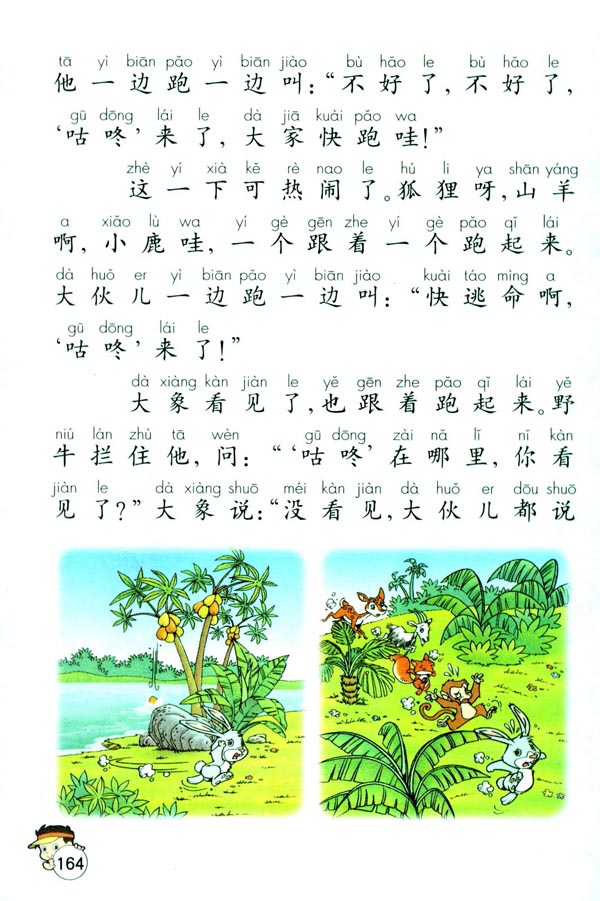 tā yì biān pǎo yì biān jiào bù hǎo le bù hǎo le
他一边跑一边叫：“不好了，不好了，
gū dōng lái le dà jiā kuài pǎo wa
‘咕咚’来了，大家快跑哇！”
zhè yí xià kě rè nao le hú li ya shān yáng
这一下可热闹了。狐狸呀，山羊
a xiǎo lù wa yí gè gēn zhe yí gè pǎo qǐ lái
啊，小鹿哇，一个跟着一个跑起来。
dà huǒ er yì biān pǎo yì biān jiào kuài táo mìng a
大伙儿一边跑一边叫：“快逃命啊，
gū dōng lái le
‘咕咚’来了！”
dà xiàng kàn jiàn le yě gēn zhe pǎo qǐ lái yě
大象看见了，也跟着跑起来。野
niú lán zhù tā wèn gū dōng zài nǎ lǐ nǐ kàn
牛拦住他，问：“‘咕咚’在哪里，你看
jiàn le dà xiàng shuō méi kàn jiàn dà huǒ er dōu shuō
见了？”大象说：“没看见，大伙儿都说
164